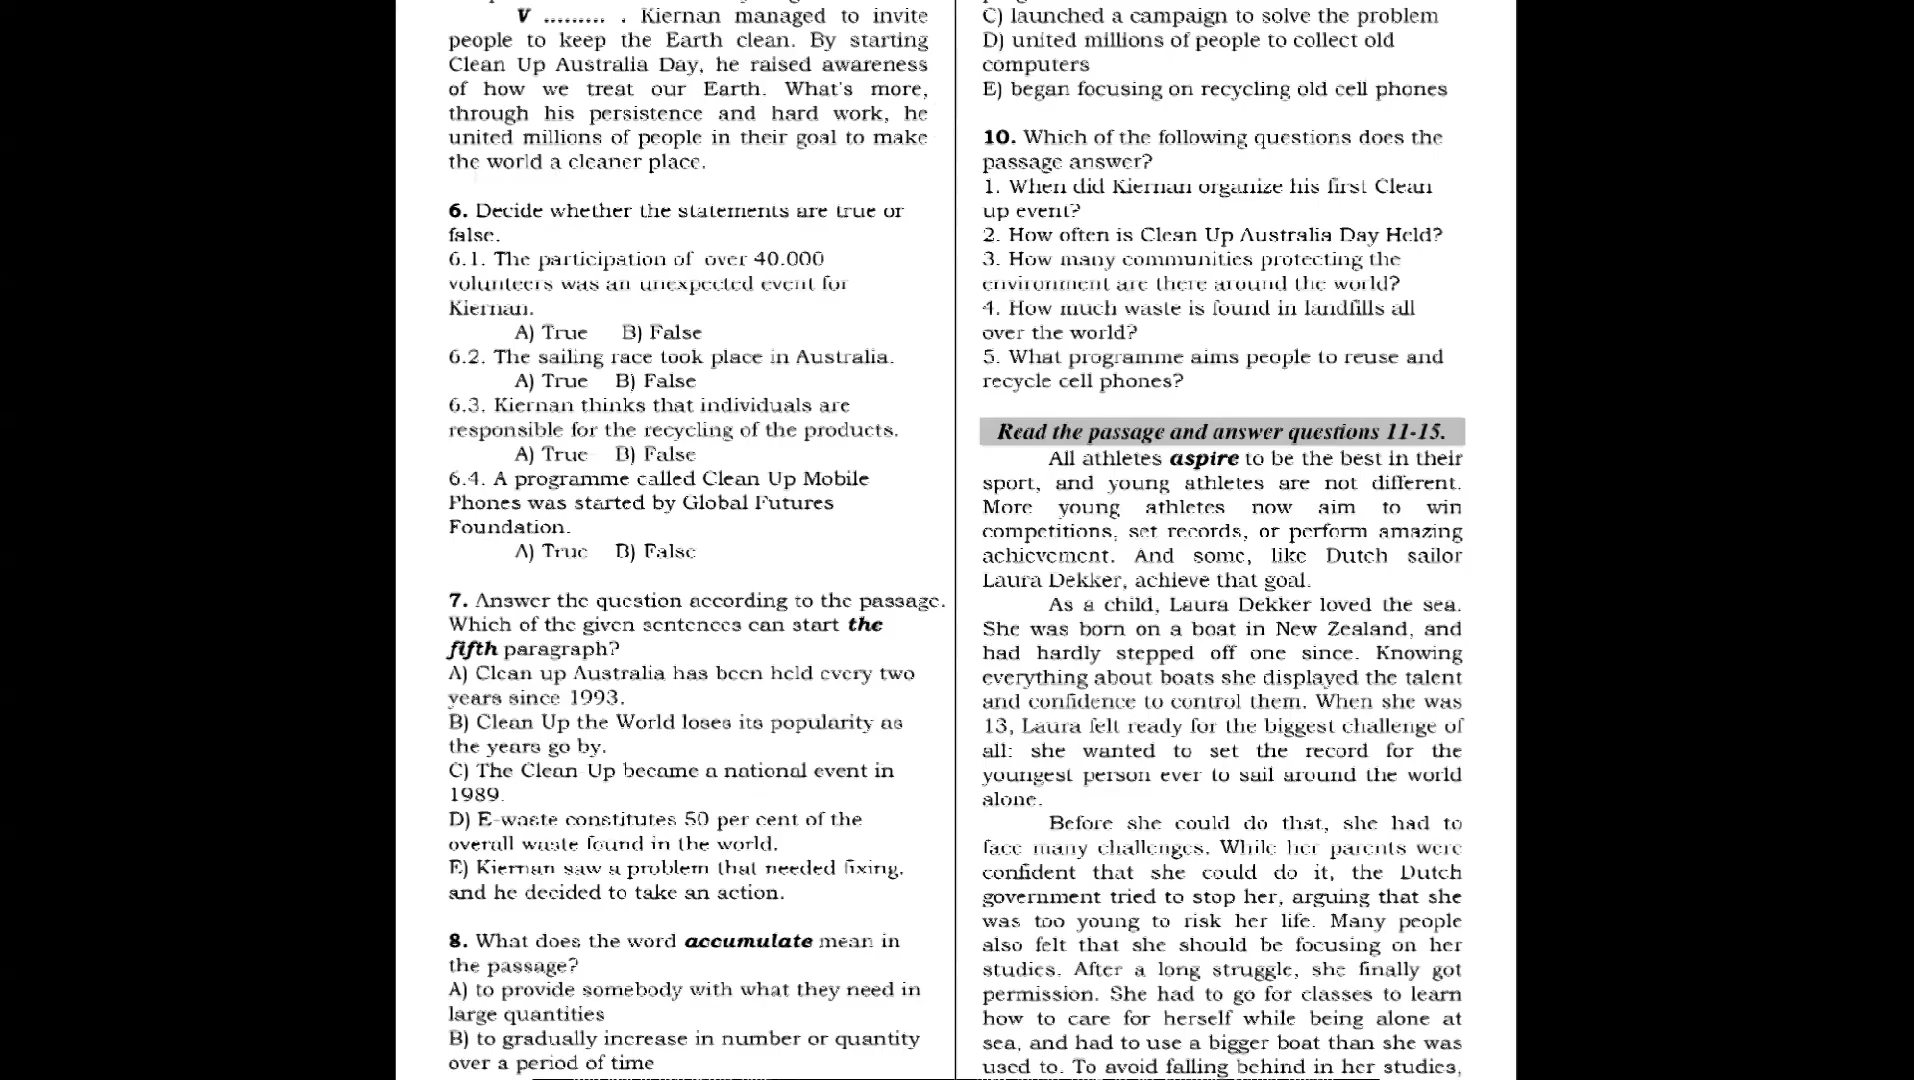 V ......... . Kiernan managed to invite
people to keep the Earth clean. By starting
Clean Up Australia Day, he raised awareness
of how we treat our Earth. What's more,
through his persistence and hard work, he
united millions of people in their goal to make
the world a cleaner place.
6. Decide whether the statements are true or
false.
6.1. The participation of over 40.000
volunteers was an unexpected event for
Kiernan.
A) True B) False
6.2. The sailing race took place in Australia.
A) True B) False
6.3. Kiernan thinks that individuals are
responsible for the recycling of the products.
A) True B) False
6.4. A programme called Clean Up Mobile
Phones was started by Global Futures
Foundation.
A) True B) False
7. Answer the question according to the passage.
Which of the given sentences can start the
fifth paragraph?
A) Clean up Australia has been held every two
years since 1993.
B) Clean Up the World loses its popularity as
the years go by.
C) The Clean Up became a national event in
1989.
D) E-waste constitutes 50 per cent of the
overall waste found in the world.
E) Kiernan saw a problem that needed fixing,
and he decided to take an action.
8. What does the word accumulate mean in
the passage?
A) to provide somebody with what they need in
large quantities
B) to gradually increase in number or quantity
over a period of time
C) launched a campaign to solve the problem
D) united millions of people to collect old
computers
E) began focusing on recycling old cell phones
10. Which of the following questions does the
passage answer?
1. When did Kiernan organize his first Clean
up event?
2. How often is Clean Up Australia Day Held?
3. How many communities protecting the
environment are there around the world?
4. How much waste is found in landfills all
over the world?
5. What programme aims people to reuse and
recycle cell phones?
Read the passage and answer questions 11-15.
All athletes aspire to be the best in their
sport, and young athletes are not different.
More young athletes now aim to win
competitions, set records, or perform amazing
achievement. And some, like Dutch sailor
Laura Dekker, achieve that goal.
As a child, Laura Dekker loved the sea.
She was born on a boat in New Zealand, and
had hardly stepped off one since. Knowing
everything about boats she displayed the talent
and confidence to control them. When she was
13, Laura felt ready for the biggest challenge of
all: she wanted to set the record for the
youngest person ever to sail around the world
alone.
Before she could do that, she had to
face many challenges. While her parents were
confident that she could do it, the Dutch
government tried to stop her, arguing that she
was too young to risk her life. Many people
also felt that she should be focusing on her
studies. After a long struggle, she finally got
permission. She had to go for classes to learn
how to care for herself while being alone at
sea, and had to use a bigger boat than she was
used to. To avoid falling behind in her studies,